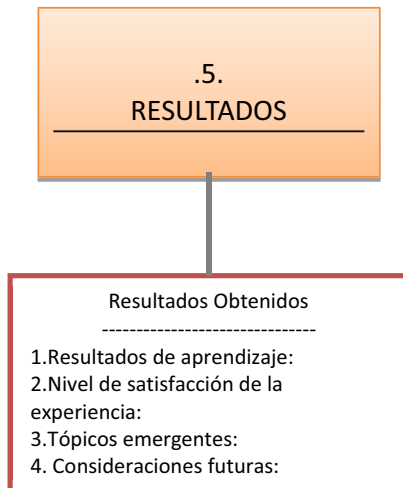 .5.
RESULTADOS
Resultados Obtenidos
-------------------------------
1.Resultados de aprendizaje:
2.Nivel de satisfacción de la
experiencia:
3.Tópicos emergentes:
4. Consideraciones futuras: